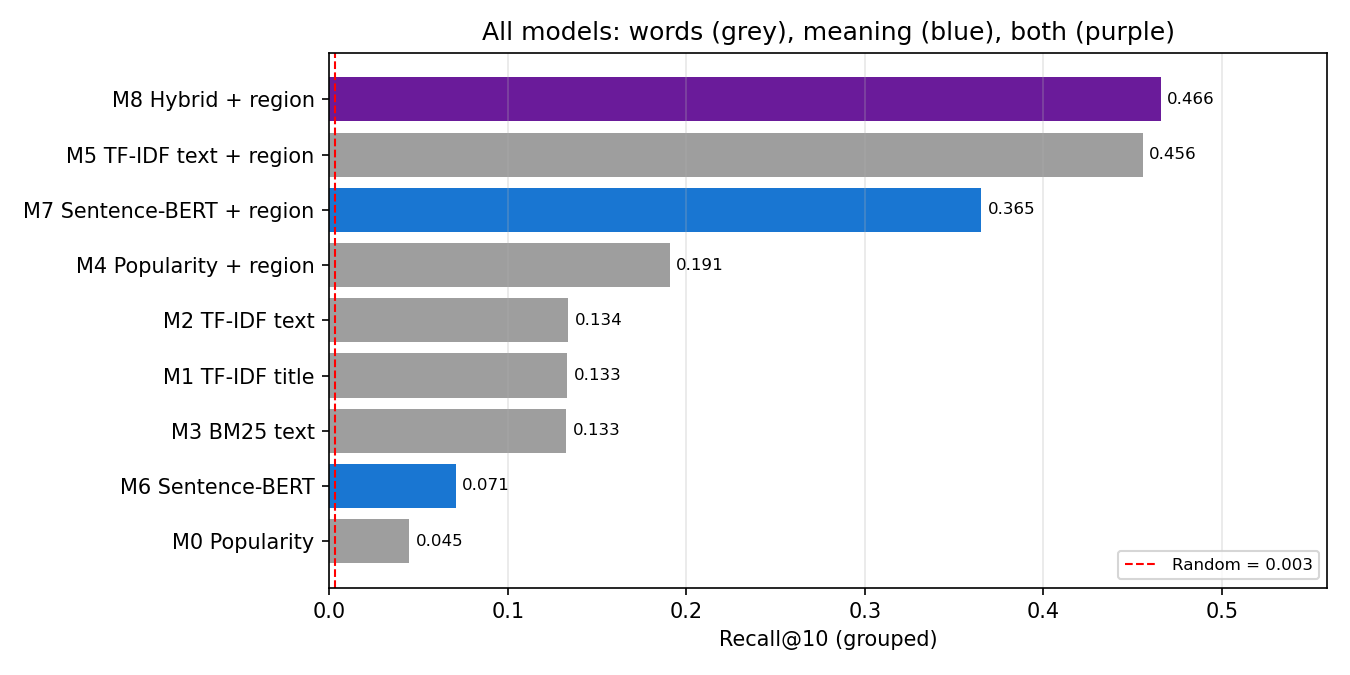 All models: words (grey), meaning (blue), both (purple)
M8 Hybrid + region 0.466
M5 TF-IDF text + region 0.456
M7 Sentence-BERT + region 0.365
M4 Popularity + region 0.191
M2 TF-IDF text 0.134
M1 TF-IDF title 0.133
M3 BM25 text 0.133
M6 Sentence-BERT 0.071
M0 Popularity 0.045
Random = 0.003
0.0 0.1 0.2 0.3 0.4 0.5
Recall@10 (grouped)